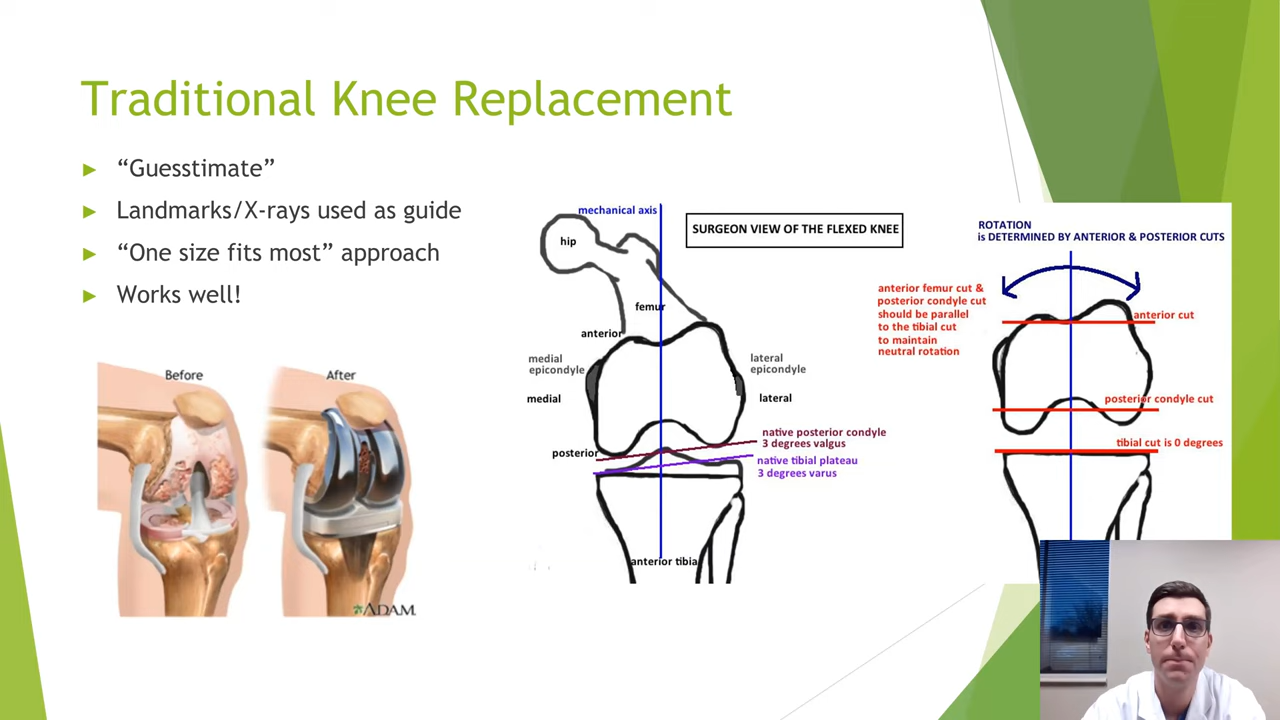 Traditional Knee Replacement
► “Guesstimate”
► Landmarks/X-rays used as guide
► “One size fits most” approach
► Works well!
Before
After
ADAM.
mechanical axis
SURGEON VIEW OF THE FLEXED KNEE
hip
femur
anterior
medial
epicondyle
lateral
epicondyle
medial
lateral
native posterior condyle
3 degrees valgus
posterior
native tibial plateau
3 degrees varus
anterior tibia
ROTATION
is DETERMINED BY ANTERIOR & POSTERIOR CUTS
anterior femur cut &
posterior condyle cut
should be parallel
to the tibial cut
to maintain
neutral rotation
anterior cut
posterior condyle cut
tibial cut is 0 degrees